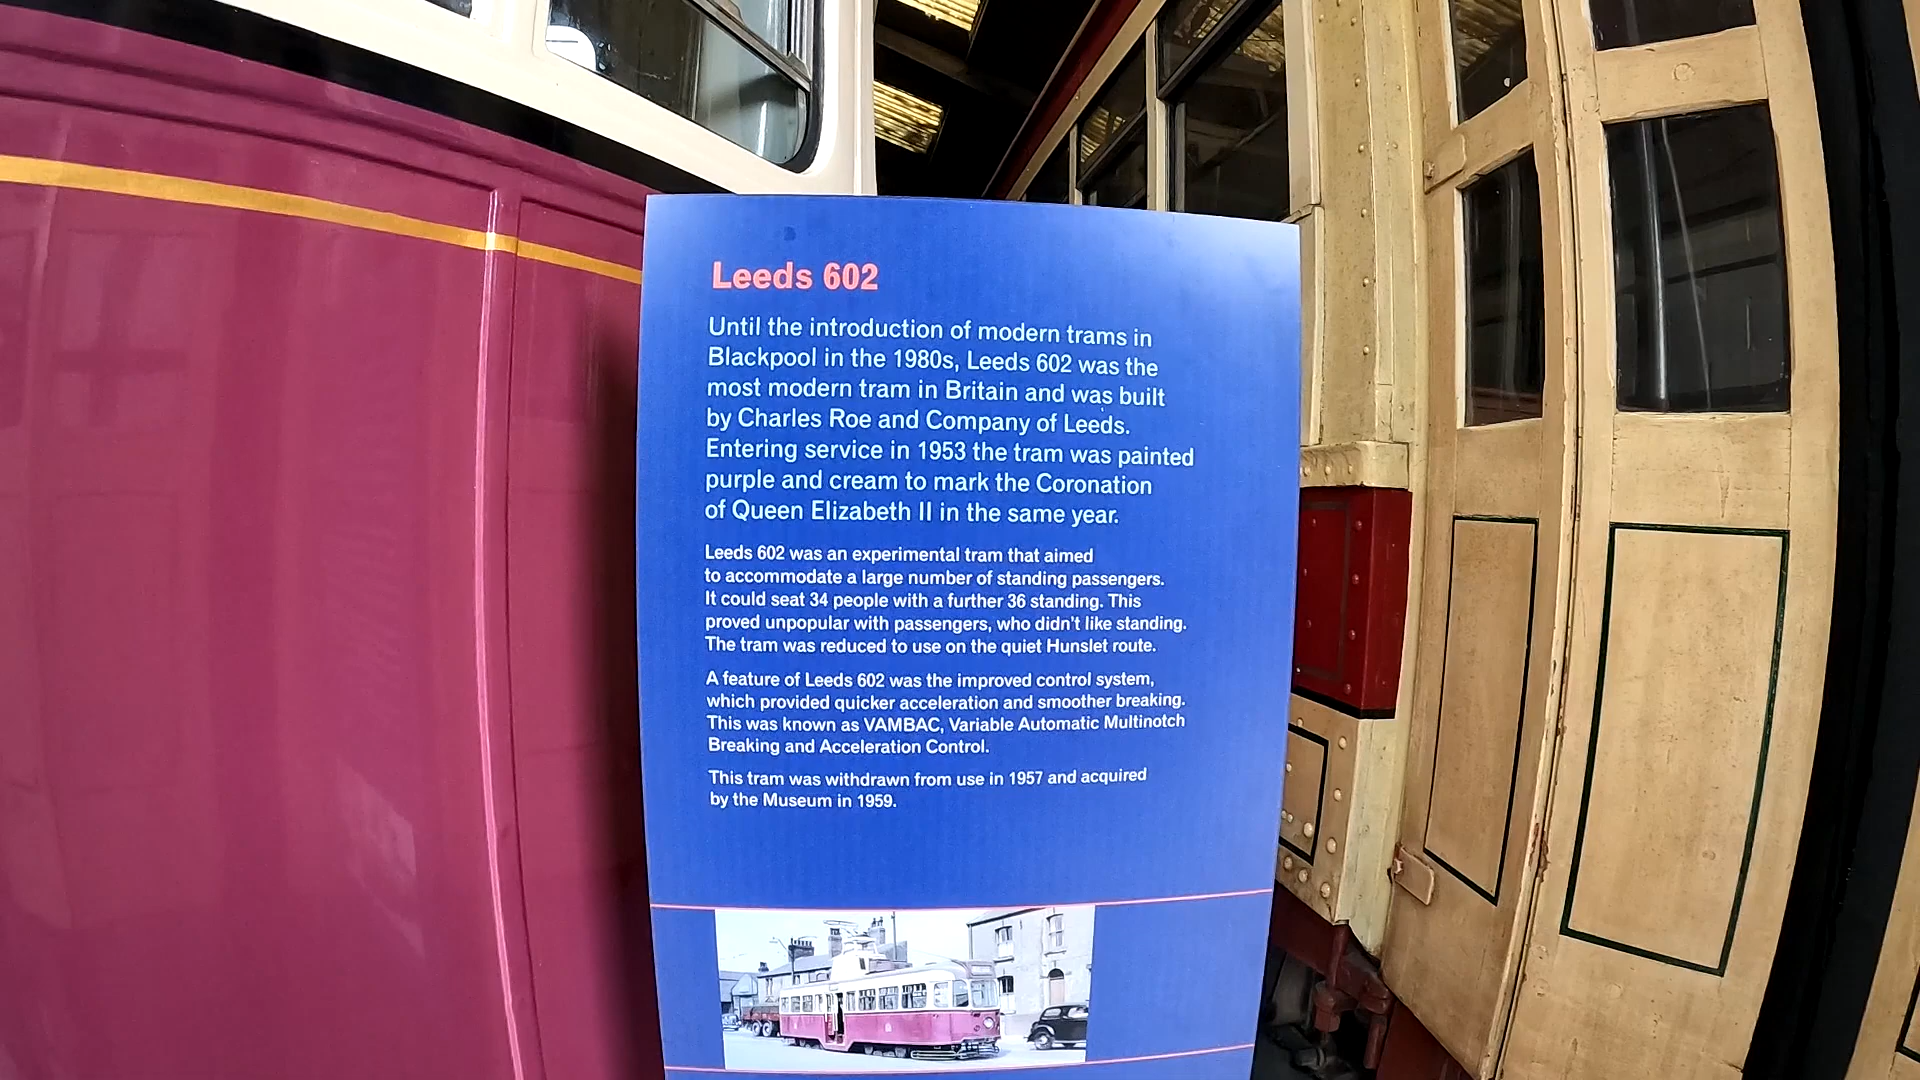 Leeds 602
Until the introduction of modern trams in
Blackpool in the 1980s, Leeds 602 was the
most modern tram in Britain and was built
by Charles Roe and Company of Leeds.
Entering service in 1953 the tram was painted
purple and cream to mark the Coronation
of Queen Elizabeth II in the same year.
Leeds 602 was an experimental tram that aimed
to accommodate a large number of standing passengers.
It could seat 34 people with a further 36 standing. This
proved unpopular with passengers, who didn't like standing.
The tram was reduced to use on the quiet Hunslet route.
A feature of Leeds 602 was the improved control system,
which provided quicker acceleration and smoother breaking.
This was known as VAMBAC, Variable Automatic Multinotch
Breaking and Acceleration Control.
This tram was withdrawn from use in 1957 and acquired
by the Museum in 1959.